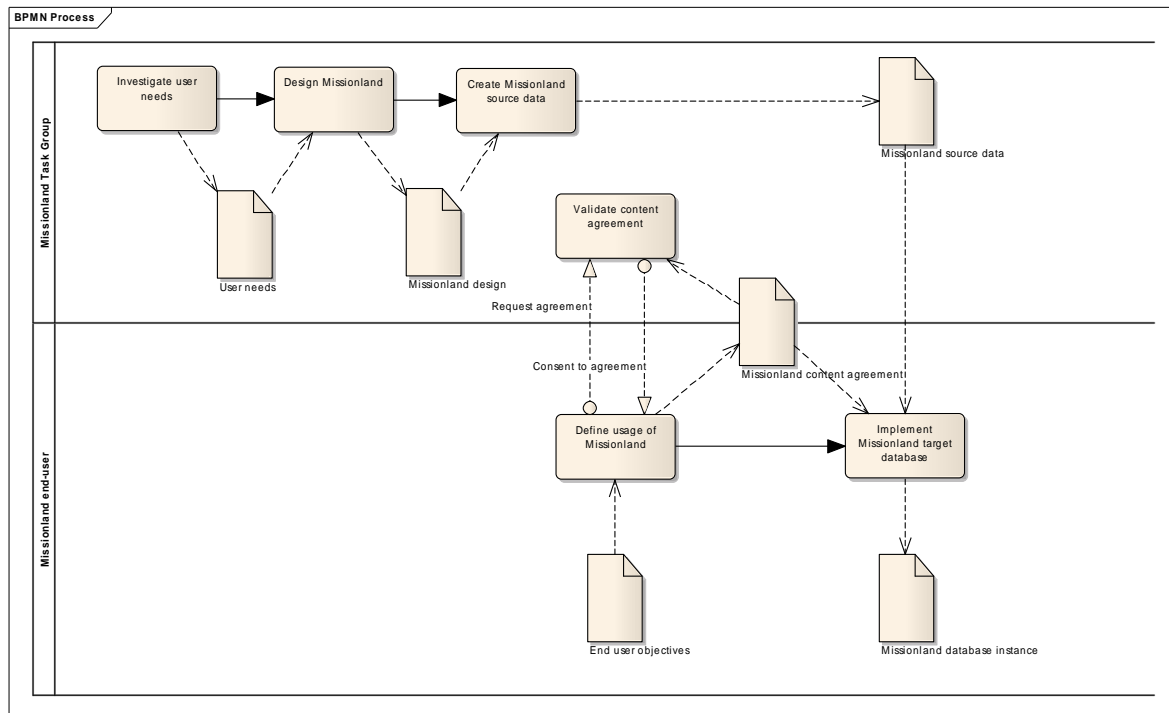 BPMN Process
Missionland Task Group
Investigate user
needs
Design Missionland
Create Missionland
source data
Missionland source data
User needs
Missionland design
Validate content
agreement
Request agreement
Consent to agreement
Missionland content agreement
Missionland end-user
Define usage of
Missionland
Implement
Missionland target
database
End user objectives
Missionland database instance